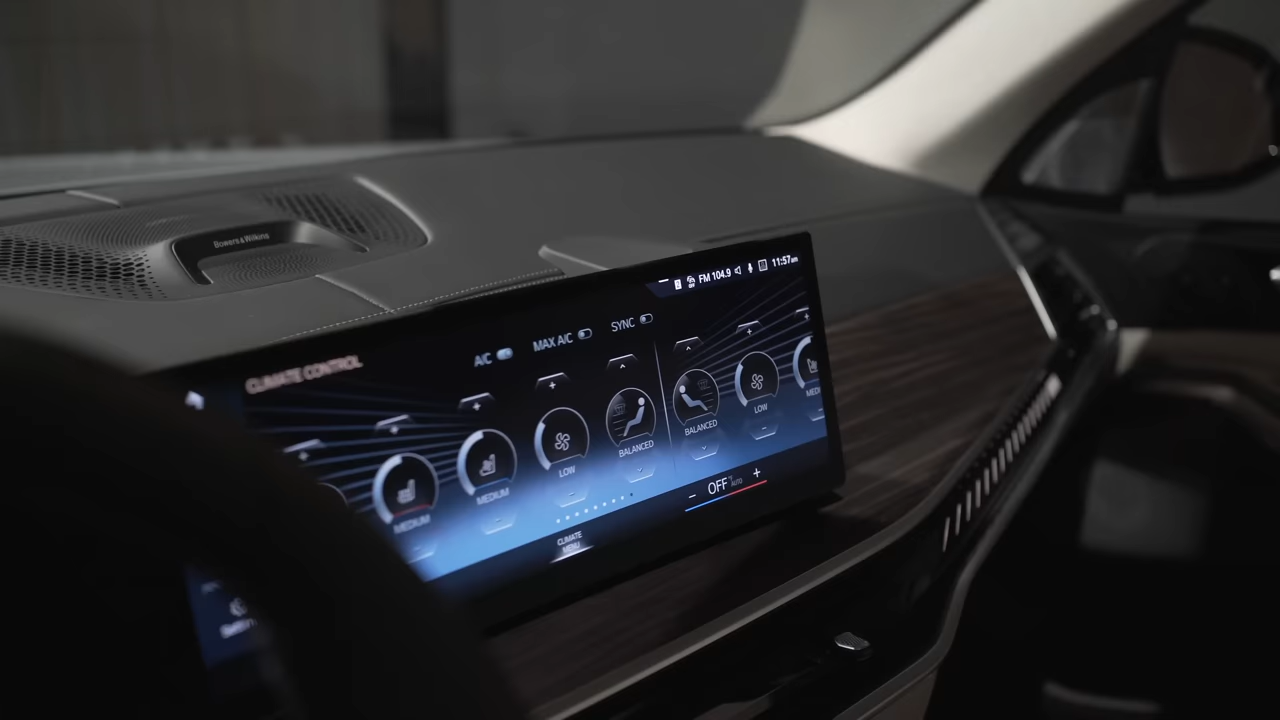 Bowers & Wilkins
FM 104.9 11:57am
CLIMATE CONTROL
A/C MAX A/C SYNC
MEDIUM MEDIUM LOW BALANCED BALANCED LOW
− OFF AUTO +
CLIMATE
MENU